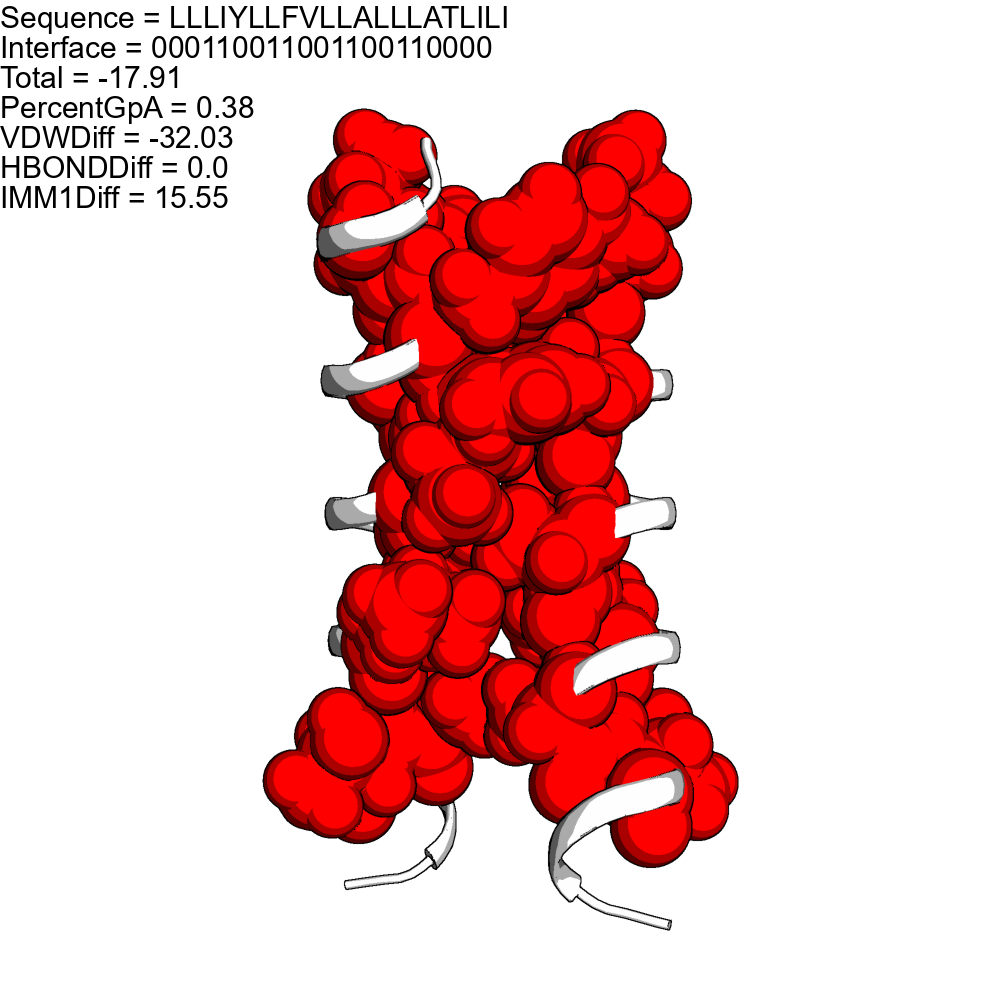 Sequence = LLLIYLLFVLLALLLATLILI
Interface = 000110011001100110000
Total = -17.91
PercentGpA = 0.38
VDWDiff = -32.03
HBONDDiff = 0.0
IMM1Diff = 15.55